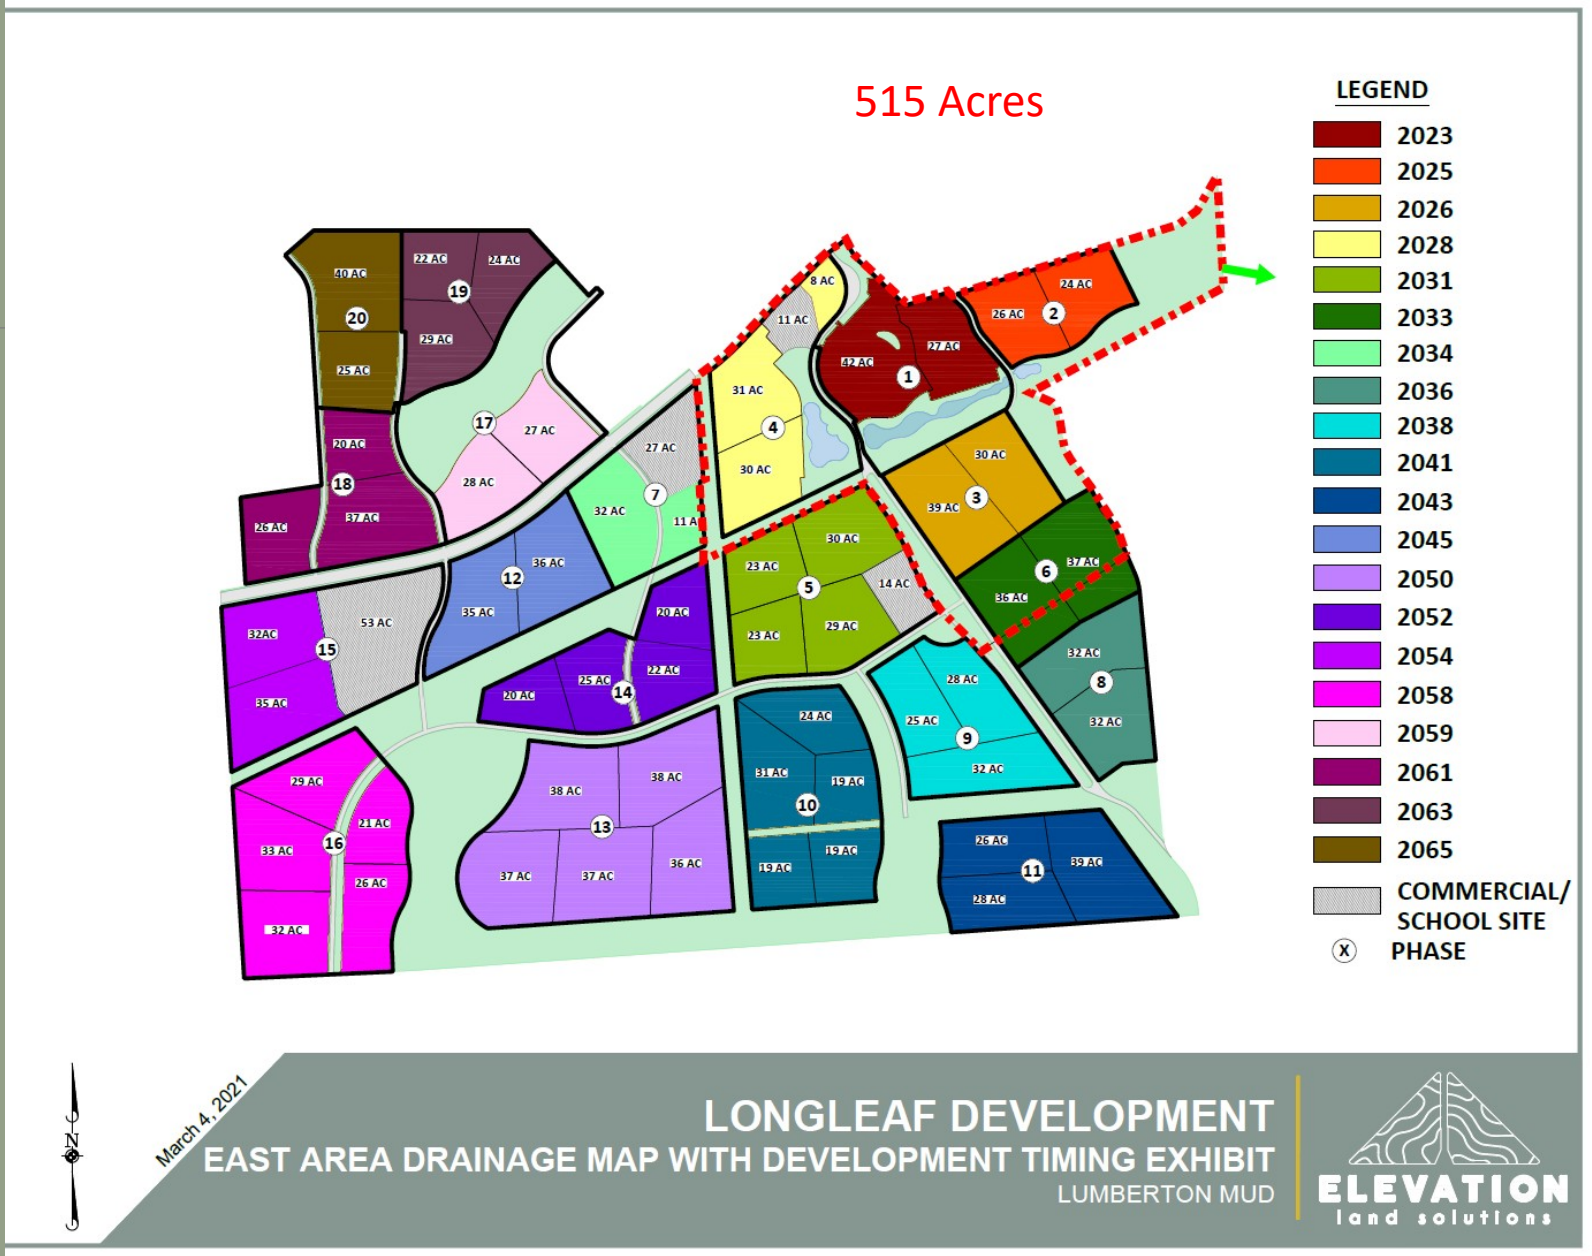 515 Acres
LEGEND
2023
2025
2026
2028
2031
2033
2034
2036
2038
2041
2043
2045
2050
2052
2054
2058
2059
2061
2063
2065
COMMERCIAL/
SCHOOL SITE
X PHASE
40 AC
20
25 AC
22 AC
24 AC
19
29 AC
17
27 AC
28 AC
20 AC
18
37 AC
26 AC
8 AC
11 AC
31 AC
4
30 AC
42 AC
27 AC
1
24 AC
26 AC
2
30 AC
3
39 AC
27 AC
7
32 AC
11 A
36 AC
12
35 AC
30 AC
23 AC
5
14 AC
23 AC
29 AC
37 AC
6
36 AC
32AC
53 AC
15
35 AC
20 AC
22 AC
25 AC
14
20 AC
32 AC
8
32 AC
28 AC
25 AC
9
32 AC
24 AC
31 AC
19 AC
10
19 AC
19 AC
38 AC
38 AC
13
37 AC
37 AC
36 AC
29 AC
21 AC
16
33 AC
26 AC
32 AC
26 AC
39 AC
11
28 AC
N
March 4, 2021
LONGLEAF DEVELOPMENT
EAST AREA DRAINAGE MAP WITH DEVELOPMENT TIMING EXHIBIT
LUMBERTON MUD
ELEVATION
land solutions